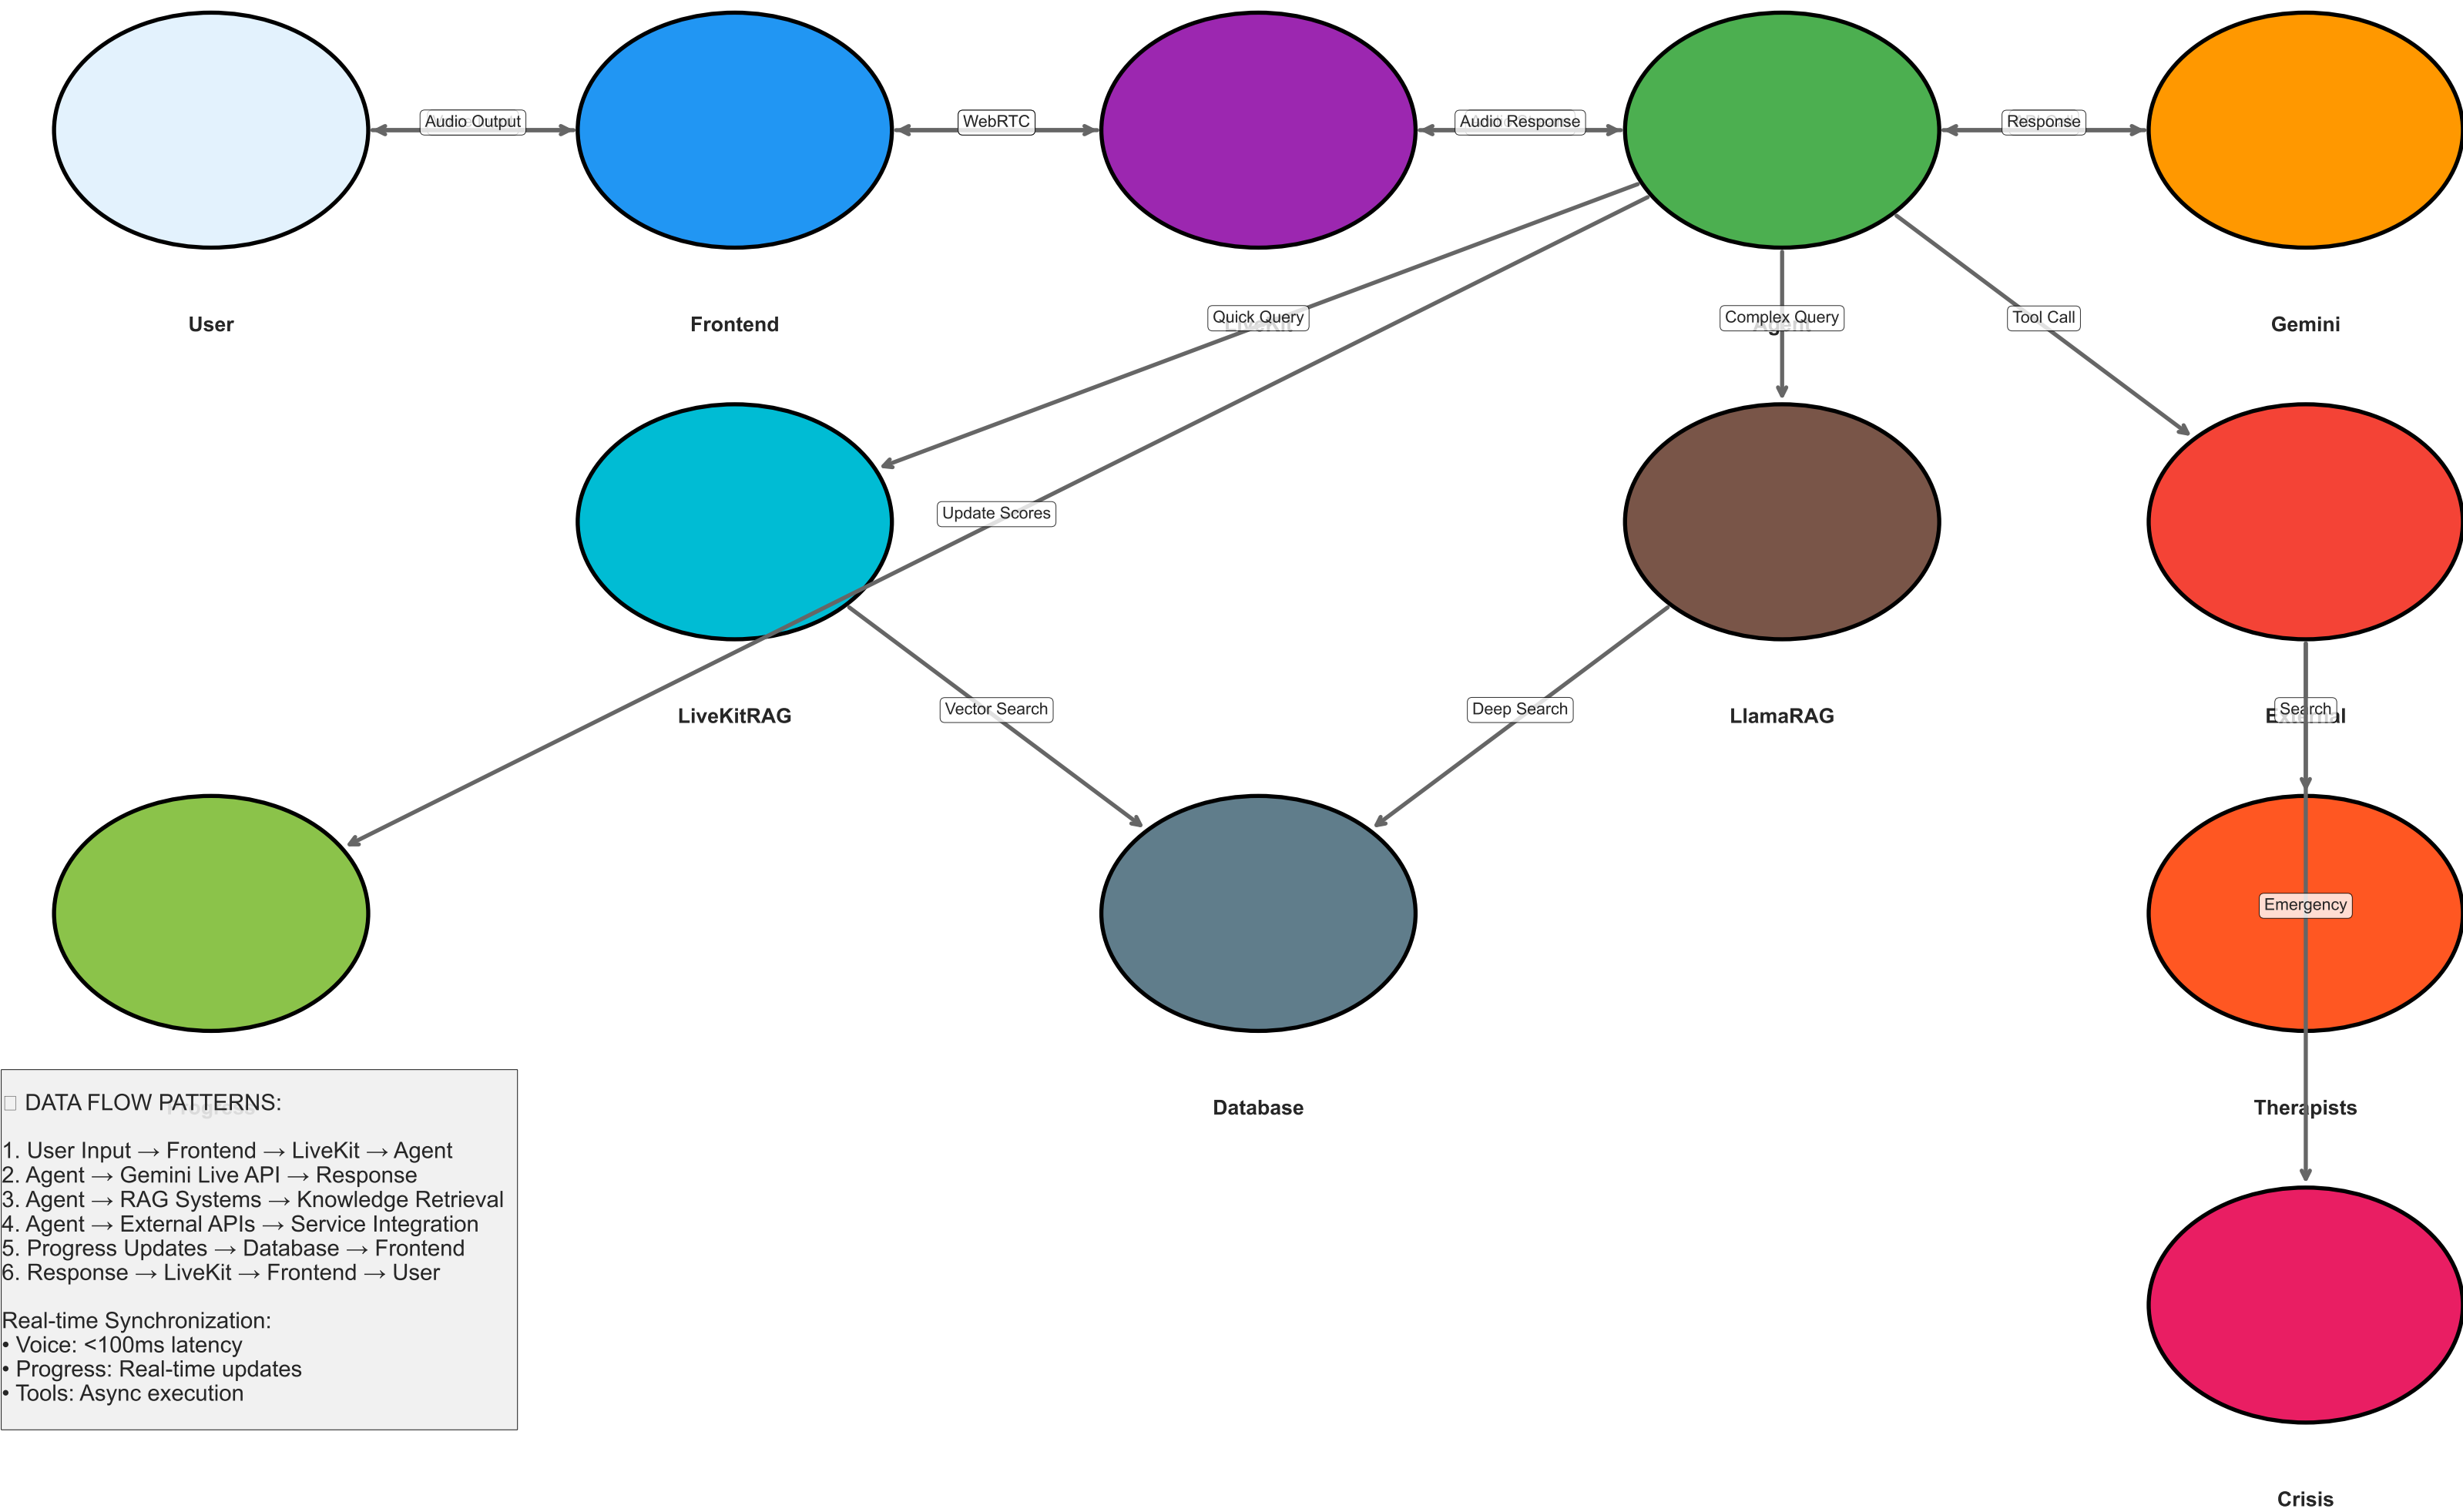 Audio Output
WebRTC
Audio Response
Response
User
Frontend
LiveKit
Agent
Gemini
Quick Query
Complex Query
Tool Call
Update Scores
LiveKitRAG
LlamaRAG
External
Vector Search
Deep Search
Search
Emergency
Progress
Database
Therapists
DATA FLOW PATTERNS:
1. User Input → Frontend → LiveKit → Agent
2. Agent → Gemini Live API → Response
3. Agent → RAG Systems → Knowledge Retrieval
4. Agent → External APIs → Service Integration
5. Progress Updates → Database → Frontend
6. Response → LiveKit → Frontend → User
Real-time Synchronization:
• Voice: <100ms latency
• Progress: Real-time updates
• Tools: Async execution
Crisis